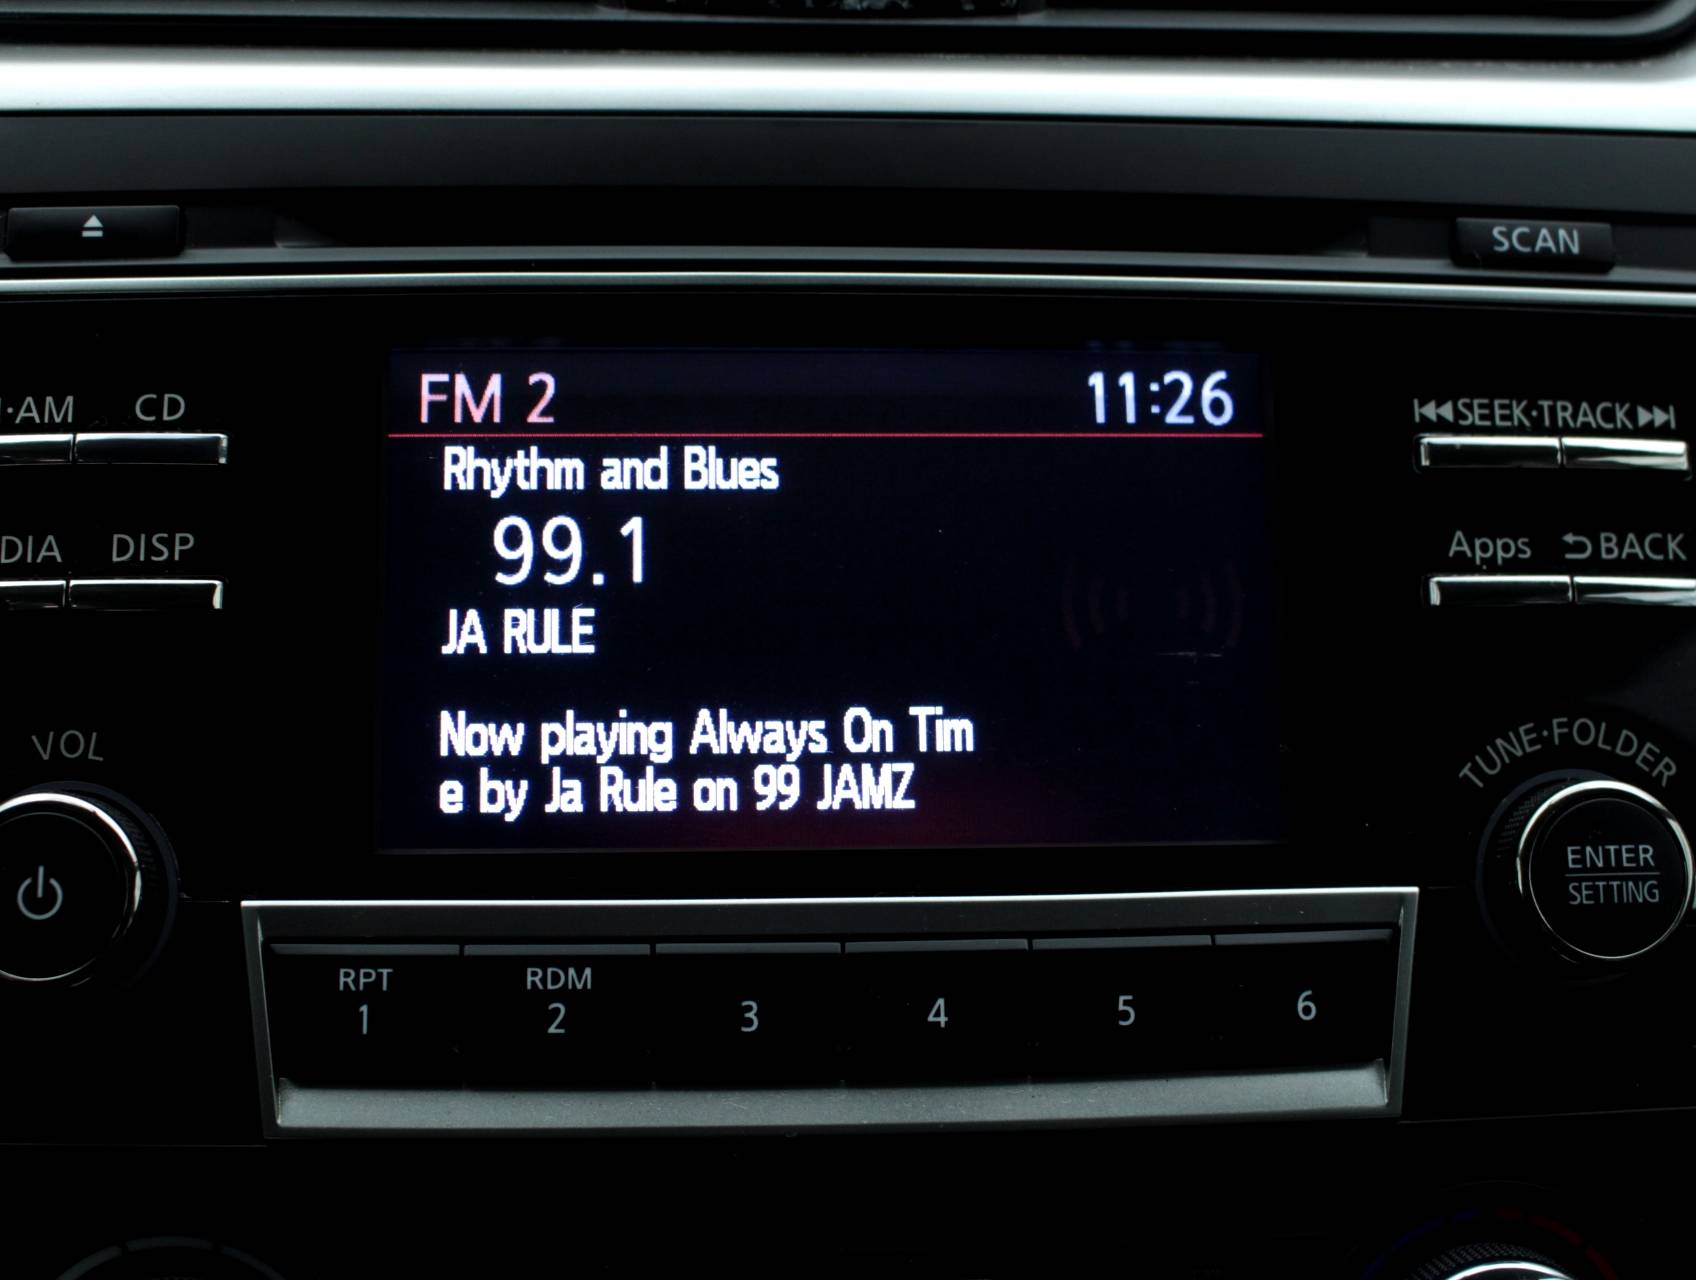 SCAN
FM 2 11:26
·AM CD
SEEK·TRACK
Rhythm and Blues
99.1
DIA DISP
Apps BACK
JA RULE
Now playing Always On Tim
e by Ja Rule on 99 JAMZ
VOL
TUNE·FOLDER
ENTER
SETTING
RPT RDM
1 2 3 4 5 6